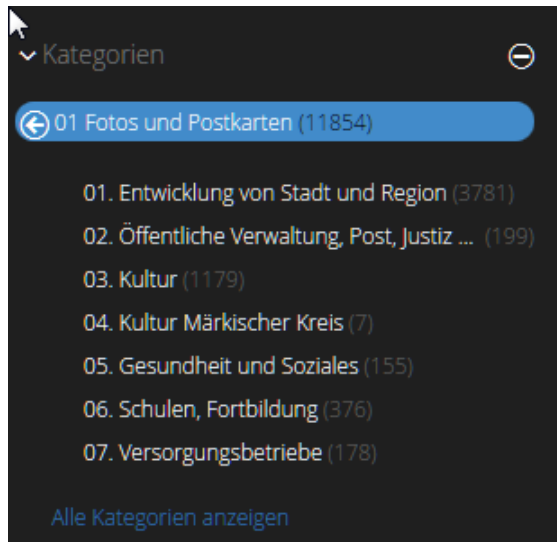 Kategorien
01 Fotos und Postkarten (11854)
01. Entwicklung von Stadt und Region (3781)
02. Öffentliche Verwaltung, Post, Justiz ... (199)
03. Kultur (1179)
04. Kultur Märkischer Kreis (7)
05. Gesundheit und Soziales (155)
06. Schulen, Fortbildung (376)
07. Versorgungsbetriebe (178)
Alle Kategorien anzeigen